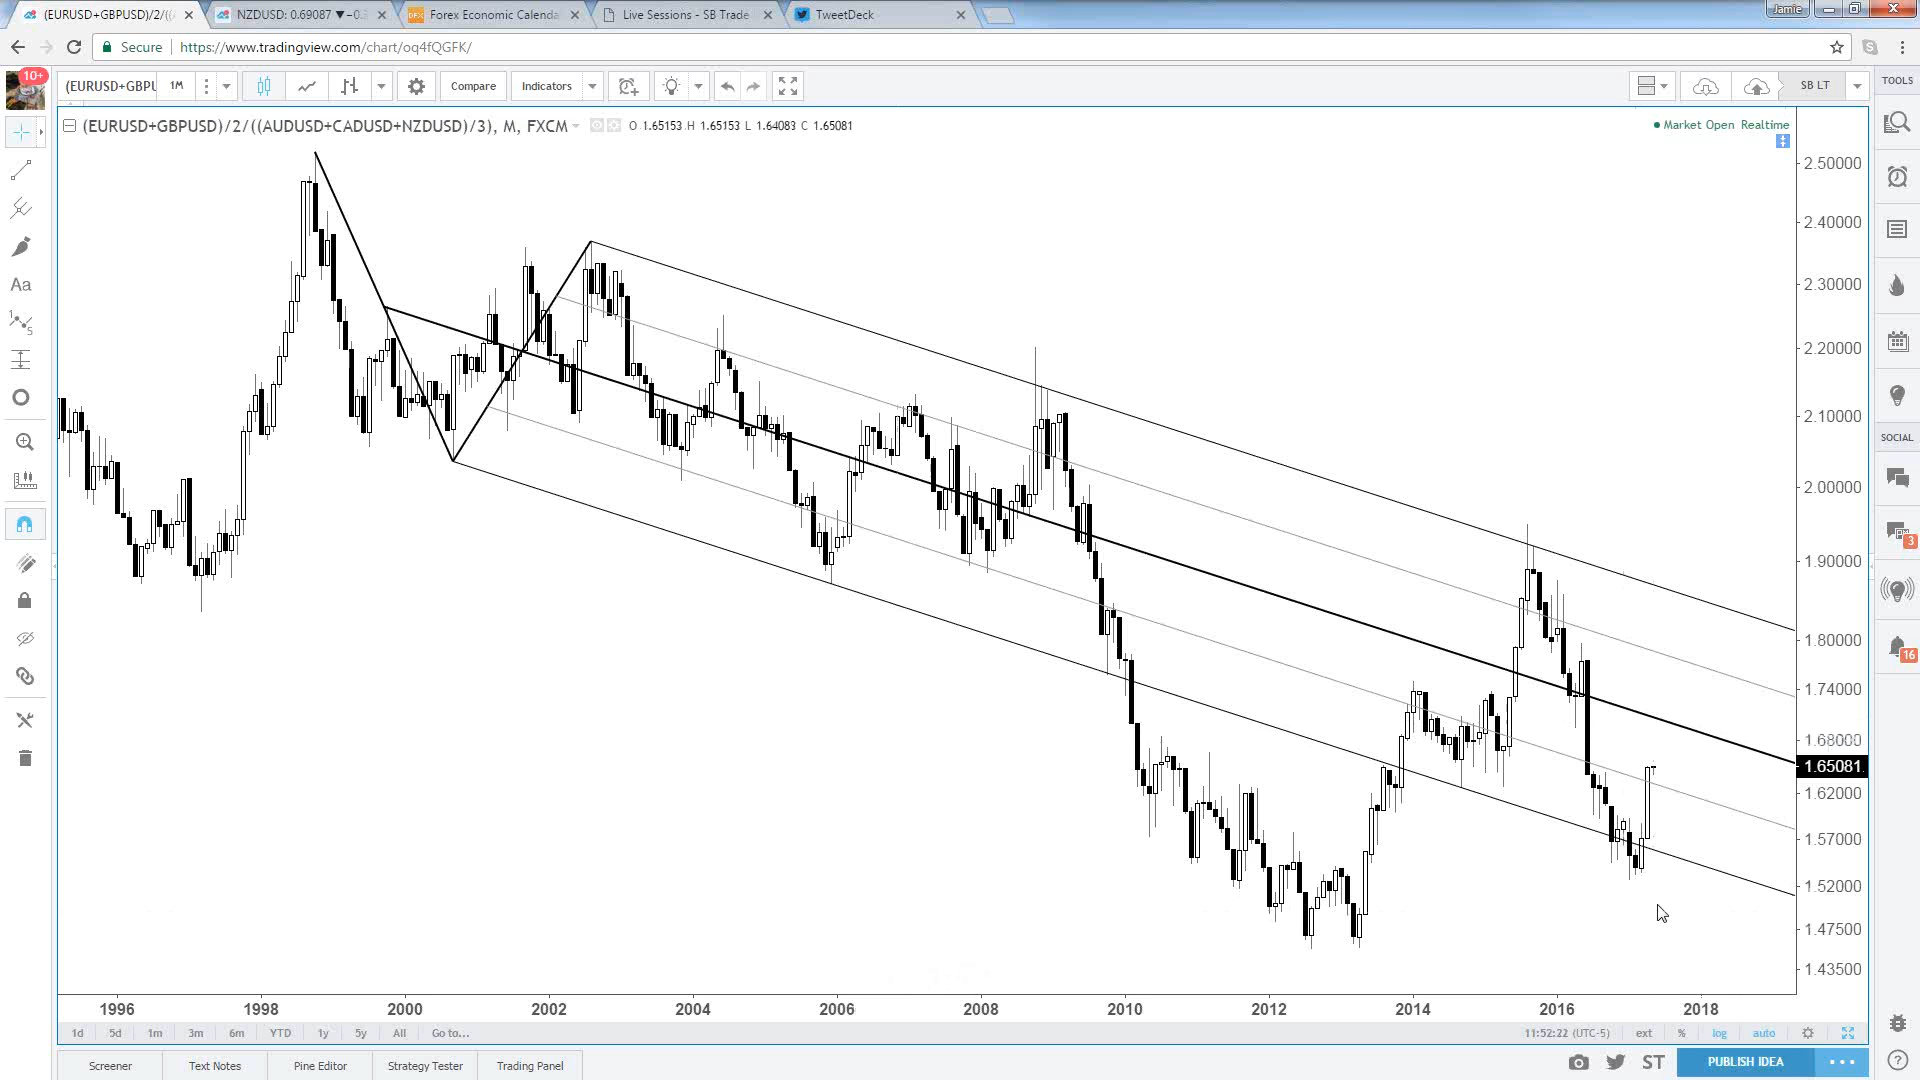 (EURUSD+GBPUSD)/2/((A
NZDUSD: 0.69087 ▼−0.3
Forex Economic Calenda
Live Sessions - SB Trade
TweetDeck
Jamie
Secure
https://www.tradingview.com/chart/oq4fQGFK/
10+
(EURUSD+GBPU
1M
Compare
Indicators
SB LT
TOOLS
(EURUSD+GBPUSD)/2/((AUDUSD+CADUSD+NZDUSD)/3), M, FXCM
O 1.65153 H 1.65153 L 1.64083 C 1.65081
Market Open Realtime
Aa
2.50000
2.40000
2.30000
2.20000
2.10000
2.00000
1.90000
1.80000
1.74000
1.68000
1.65081
1.62000
1.57000
1.52000
1.47500
1.43500
SOCIAL
3
16
1996 1998 2000 2002 2004 2006 2008 2010 2012 2014 2016 2018
1d 5d 1m 3m 6m YTD 1y 5y All Go to...
11:52:22 (UTC-5) ext % log auto
Screener Text Notes Pine Editor Strategy Tester Trading Panel
ST
PUBLISH IDEA